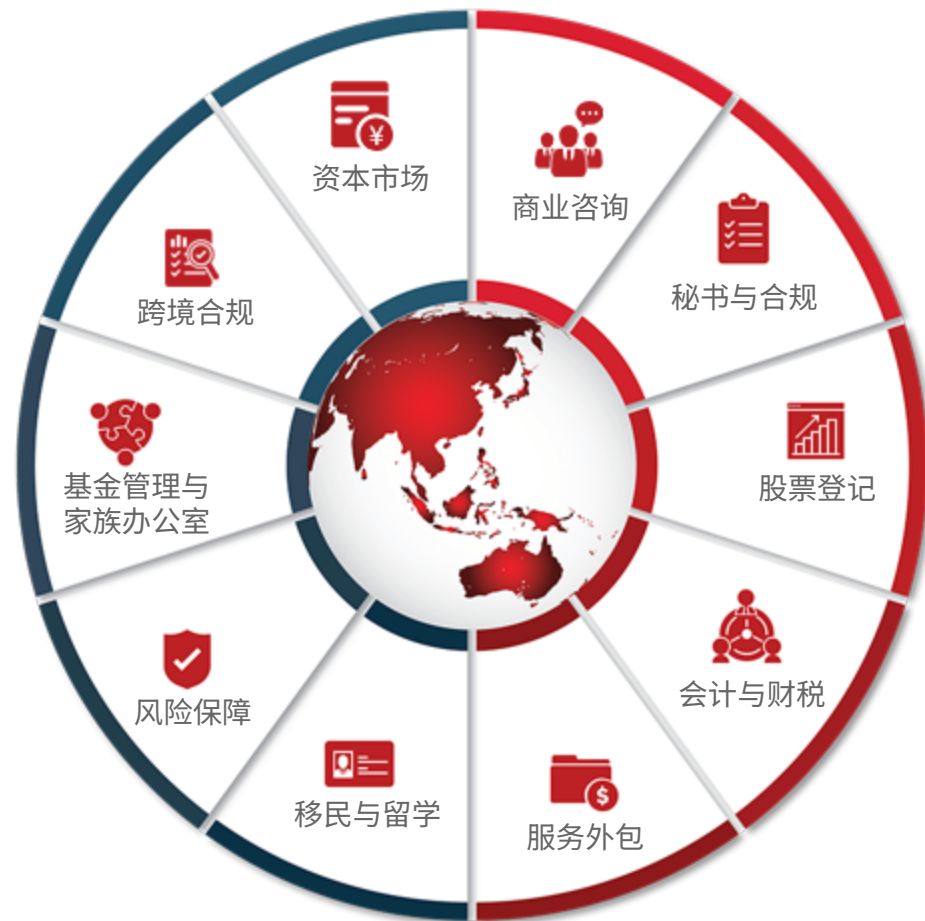 资本市场
商业咨询
秘书与合规
股票登记
会计与财税
服务外包
移民与留学
风险保障
基金管理与
家族办公室
跨境合规
¥
$